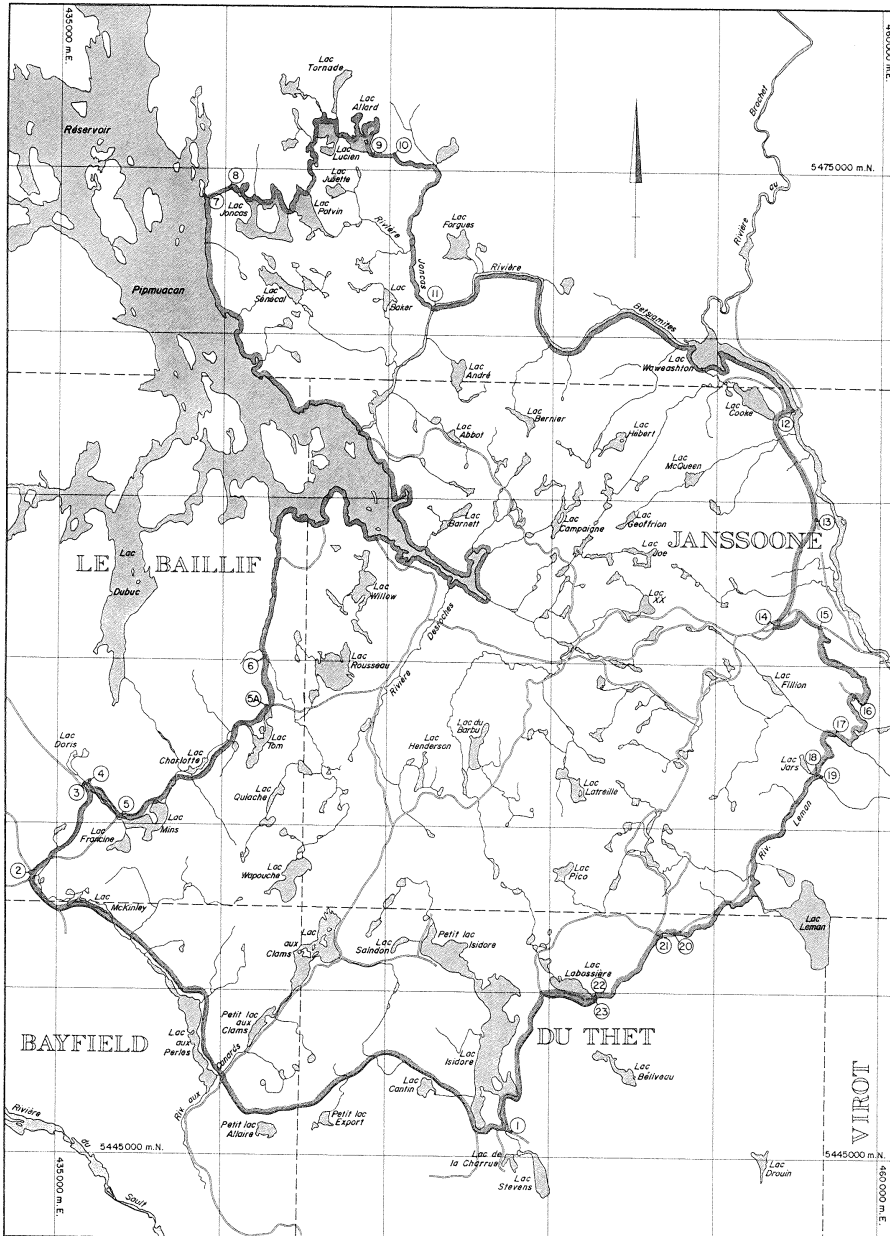 435000 m.E.
460000 m.E.
Lac
Tornade
Lac
Allard
Réservoir
9
10
Lac
Lucien
Brochet
5475000 m.N.
8
Lac
Juliette
7
Lac
Joncas
Lac
Potvin
Rivière
Lac
Forgues
Rivière du
Joncas
Rivière
Pipmuacan
Lac
Sénécal
Lac
Baker
11
Betsiamites
Lac
Waweashton
Lac
André
Lac
Cooke
12
Lac
Bernier
Lac
Abbot
Lac
Hébert
Lac
McQueen
Lac
Barnett
Lac
Campaigne
Lac
Geoffrion
13
JANSSOONE
Lac
Joe
LE BAILLIF
Lac
Dubuc
Lac
Willow
Lac
XX
14
15
Desroches
Rivière
6
Lac
Rousseau
Lac
Fillion
5A
16
Lac
Doris
Lac
Tom
Lac du
Barbu
Lac
Henderson
17
Lac
Charlotte
18
Lac
Jars
19
4
3
Lac
Quiache
Lac
Latreille
5
Lac
Mins
Riv. Leman
Lac
Francine
2
Lac
Wapouche
Lac
Pico
Lac
McKinley
Lac
Leman
Lac
aux
Clams
Lac
Saindon
Petit lac
Isidore
21
20
Lac
Labossière
22
23
BAYFIELD
Lac
aux
Perles
Petit lac
aux
Clams
DU THET
Lac
Isidore
Lac
Béliveau
Riv. aux Canards
Lac
Cantin
VIROT
Rivière
du
Sault
Petit lac
Allaire
Petit lac
Export
1
5445000 m.N.
5445000 m.N.
Lac de
la Charrue
Lac
Stevens
Lac
Drouin
435000 m.E.
460000 m.E.